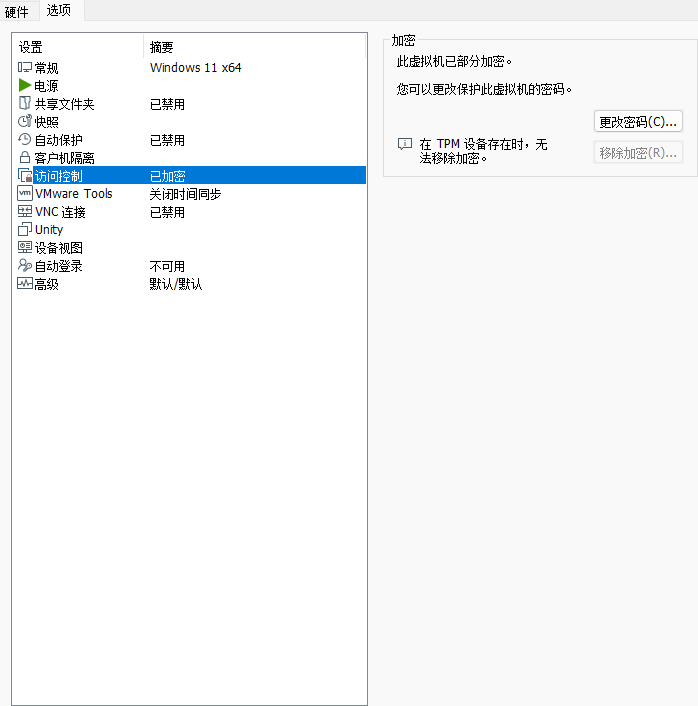 硬件 选项
设置 摘要
常规 Windows 11 x64
电源
共享文件夹 已禁用
快照
自动保护 已禁用
客户机隔离
访问控制 已加密
VMware Tools 关闭时间同步
VNC 连接 已禁用
Unity
设备视图
自动登录 不可用
高级 默认/默认
加密
此虚拟机已部分加密。
您可以更改保护此虚拟机的密码。
更改密码(C)...
在 TPM 设备存在时，无
法移除加密。
移除加密(R)...